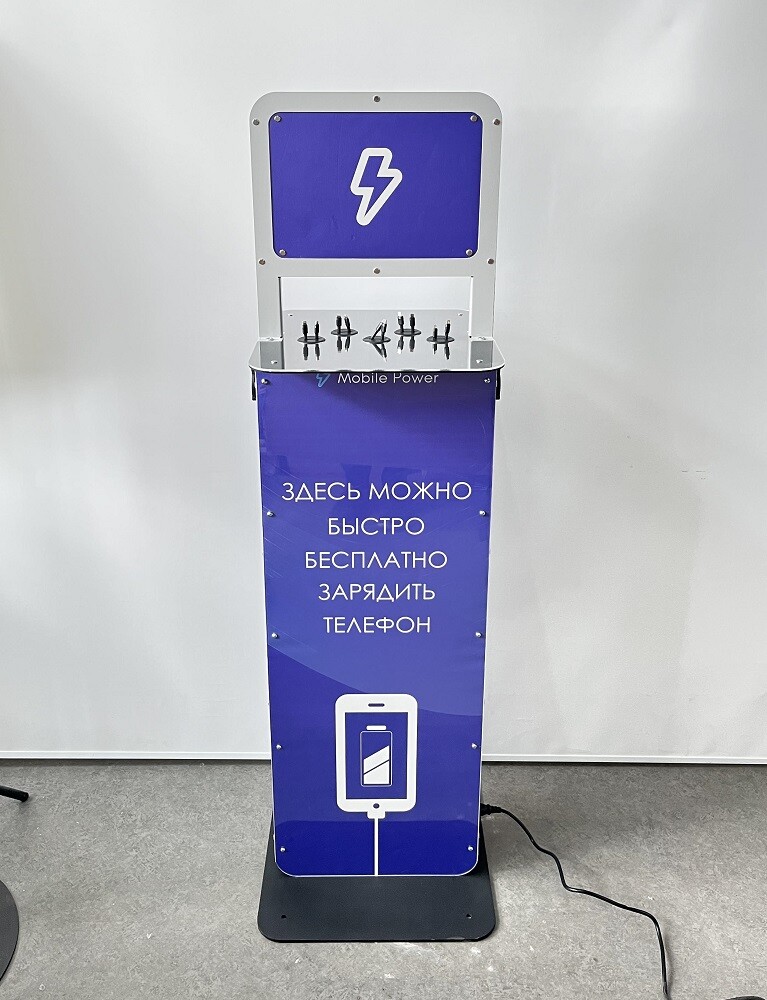 Mobile Power
ЗДЕСЬ МОЖНО
БЫСТРО
БЕСПЛАТНО
ЗАРЯДИТЬ
ТЕЛЕФОН